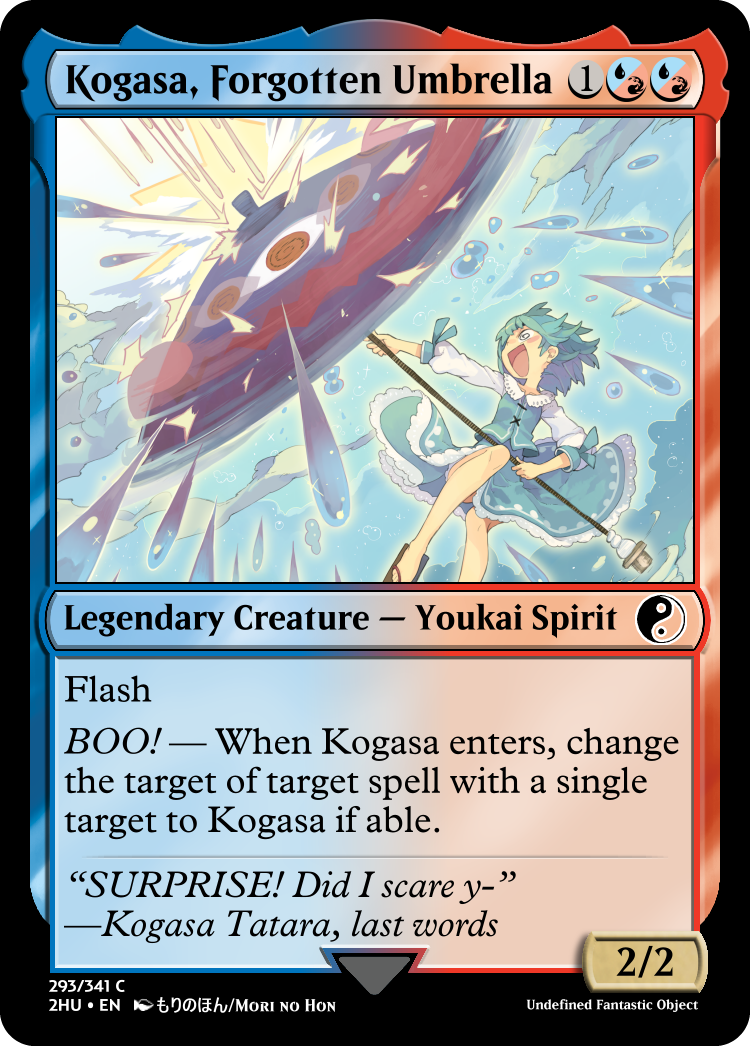 Kogasa, Forgotten Umbrella 1
Legendary Creature — Youkai Spirit
Flash
BOO! — When Kogasa enters, change
the target of target spell with a single
target to Kogasa if able.
“SURPRISE! Did I scare y-”
—Kogasa Tatara, last words
2/2
293/341 C
2HU • EN もりのほん/Mori no Hon
Undefined Fantastic Object